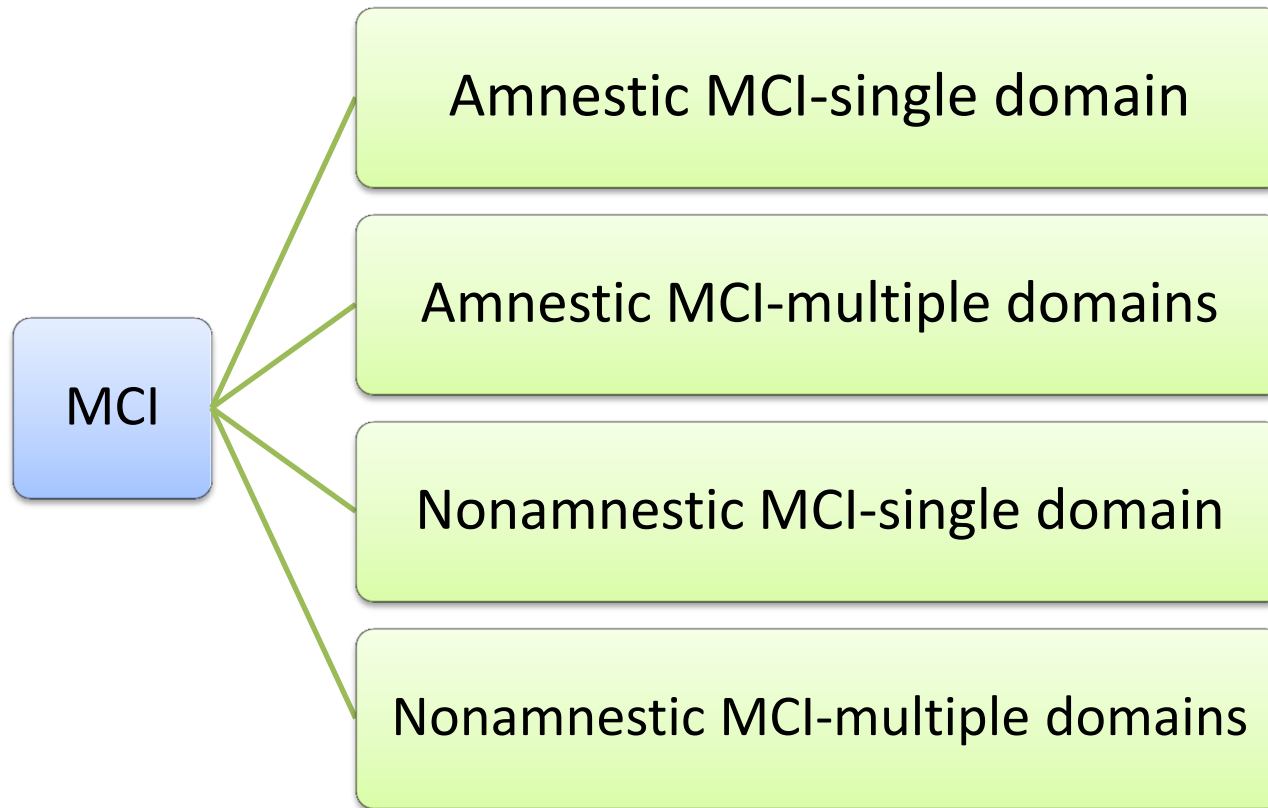 Amnestic MCI-single domain
Amnestic MCI-multiple domains
MCI
Nonamnestic MCI-single domain
Nonamnestic MCI-multiple domains